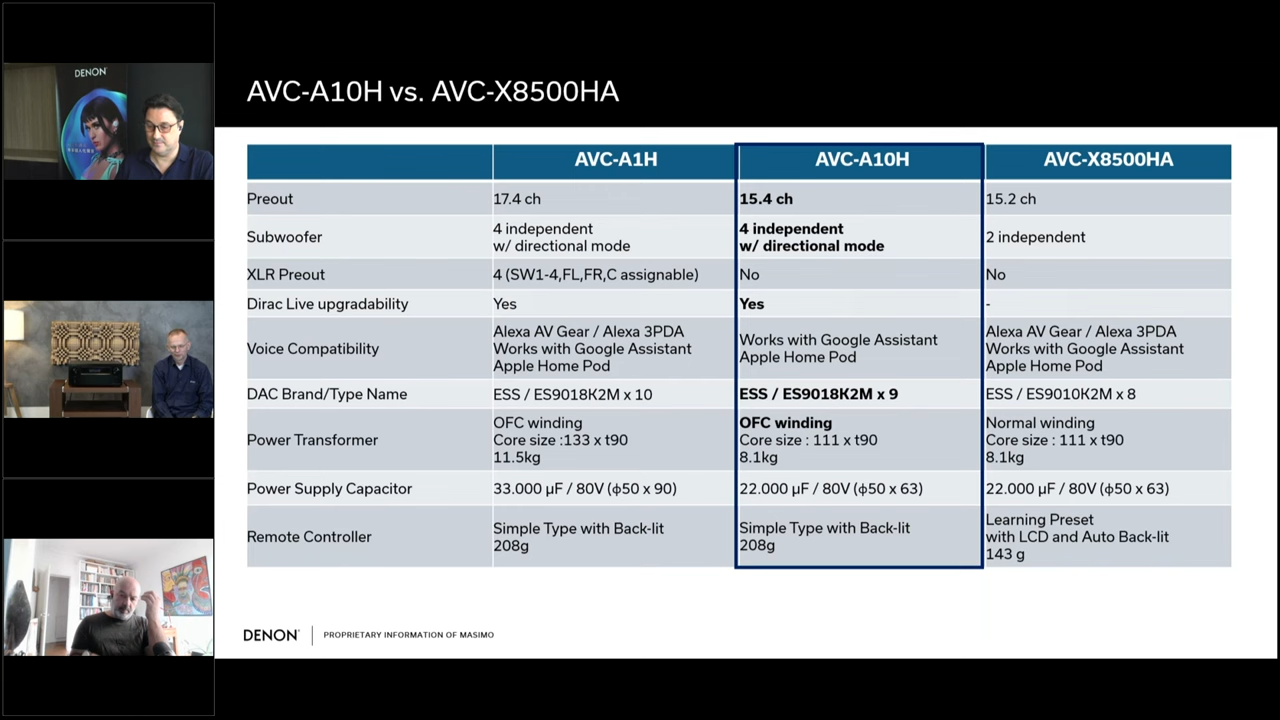 DENON
AVC-A10H vs. AVC-X8500HA
AVC-A1H
AVC-A10H
AVC-X8500HA
Preout
17.4 ch
15.4 ch
15.2 ch
Subwoofer
4 independent
w/ directional mode
4 independent
w/ directional mode
2 independent
XLR Preout
4 (SW1-4,FL,FR,C assignable)
No
No
Dirac Live upgradability
Yes
Yes
-
Voice Compatibility
Alexa AV Gear / Alexa 3PDA
Works with Google Assistant
Apple Home Pod
Works with Google Assistant
Apple Home Pod
Alexa AV Gear / Alexa 3PDA
Works with Google Assistant
Apple Home Pod
DAC Brand/Type Name
ESS / ES9018K2M x 10
ESS / ES9018K2M x 9
ESS / ES9010K2M x 8
Power Transformer
OFC winding
Core size :133 x t90
11.5kg
OFC winding
Core size : 111 x t90
8.1kg
Normal winding
Core size : 111 x t90
8.1kg
Power Supply Capacitor
33.000 µF / 80V (ϕ50 x 90)
22.000 µF / 80V (ϕ50 x 63)
22.000 µF / 80V (ϕ50 x 63)
Remote Controller
Simple Type with Back-lit
208g
Simple Type with Back-lit
208g
Learning Preset
with LCD and Auto Back-lit
143 g
DENON
PROPRIETARY INFORMATION OF MASIMO